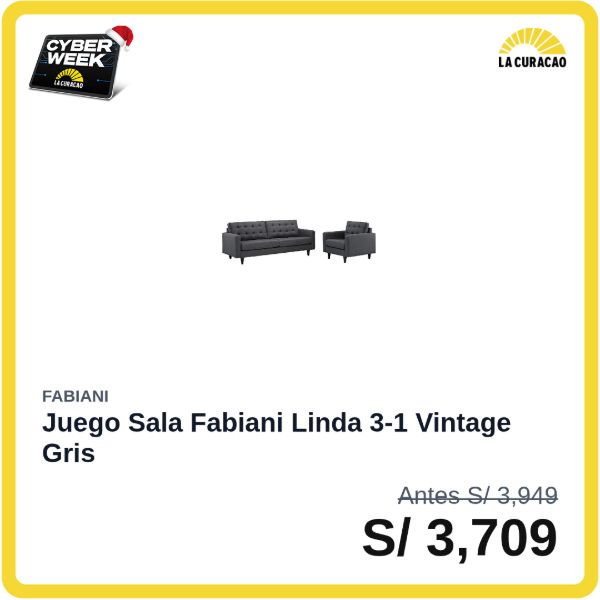 CYBER
WEEK
LA CURACAO
LA CURACAO
FABIANI
Juego Sala Fabiani Linda 3-1 Vintage
Gris
Antes S/ 3,949
S/ 3,709